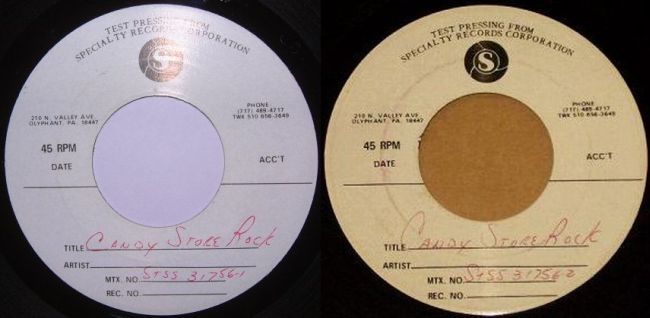 TEST PRESSING FROM
SPECIALTY RECORDS CORPORATION
S
210 N. VALLEY AVE.
OLYPHANT, PA. 18447
PHONE
(717) 489-4717
TWX 510 656-3649
45 RPM
DATE
ACC'T
TITLE Candy Store Rock
ARTIST
MTX. NO. STSS 317561
REC. NO.
TEST PRESSING FROM
SPECIALTY RECORDS CORPORATION
S
210 N. VALLEY AVE.
OLYPHANT, PA. 18447
PHONE
(717) 489-4717
TWX 510 656-3649
45 RPM
DATE
ACC'T
TITLE Candy Store Rock
ARTIST
MTX. NO. STSS 317562
REC. NO.